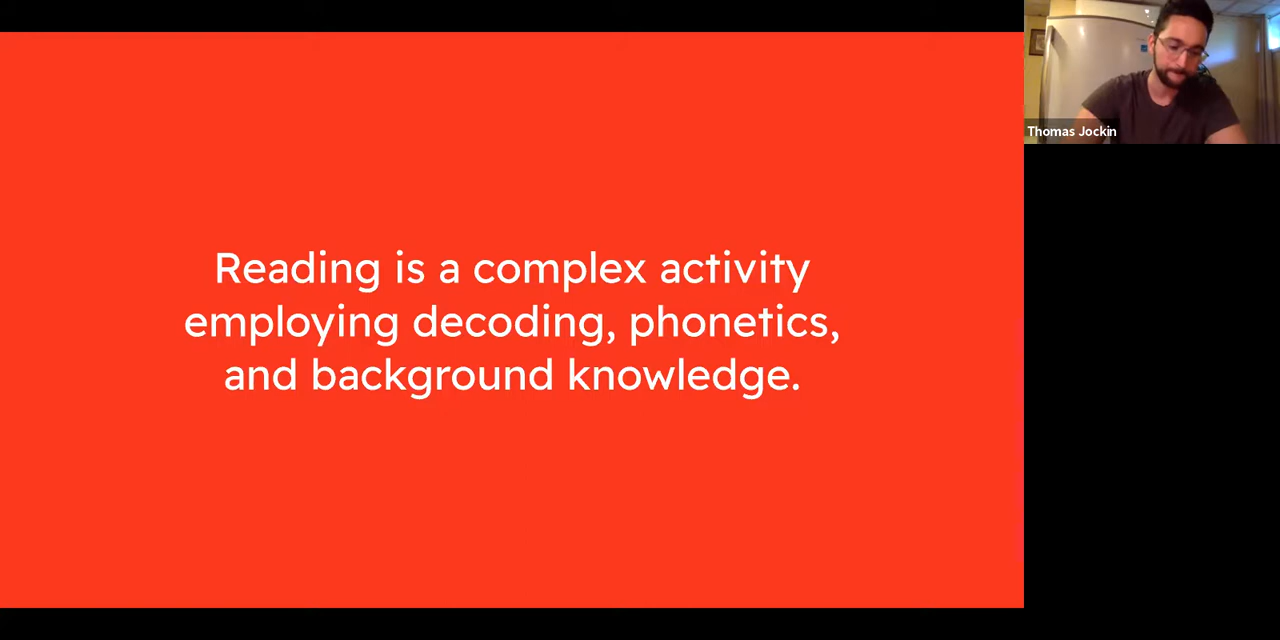 Reading is a complex activity
employing decoding, phonetics,
and background knowledge.
Thomas Jockin